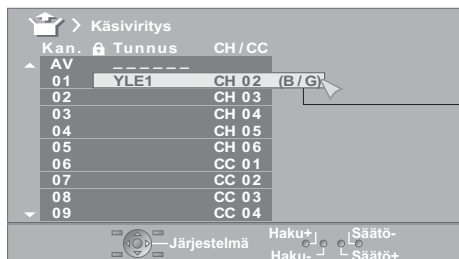 > Käsiviritys
Kan. Tunnus CH/CC
AV ------
01 YLE1 CH 02 (B/G)
02 CH 03
03 CH 04
04 CH 05
05 CH 06
06 CC 01
07 CC 02
08 CC 03
09 CC 04
Järjestelmä Haku+ Säätö-
Haku- Säätö+